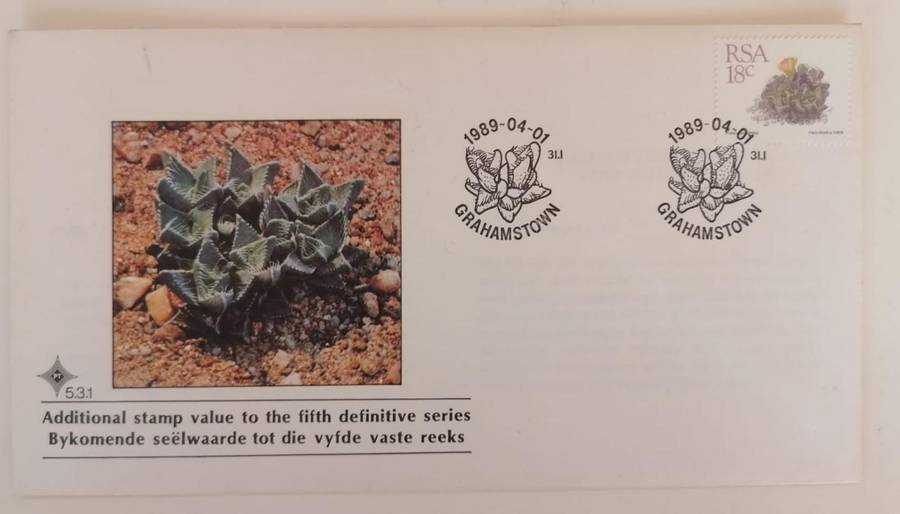 RSA
18c
1989-04-01
31.1
GRAHAMSTOWN
1989-04-01
31.1
GRAHAMSTOWN
PT
5.3.1
Additional stamp value to the fifth definitive series
Bykomende seëlwaarde tot die vyfde vaste reeks